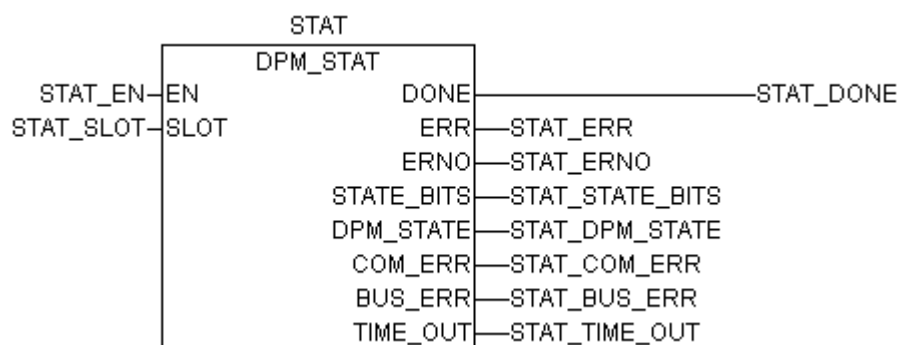 STAT
DPM_STAT
STAT_EN EN DONE STAT_DONE
STAT_SLOT SLOT ERR STAT_ERR
ERNO STAT_ERNO
STATE_BITS STAT_STATE_BITS
DPM_STATE STAT_DPM_STATE
COM_ERR STAT_COM_ERR
BUS_ERR STAT_BUS_ERR
TIME_OUT STAT_TIME_OUT